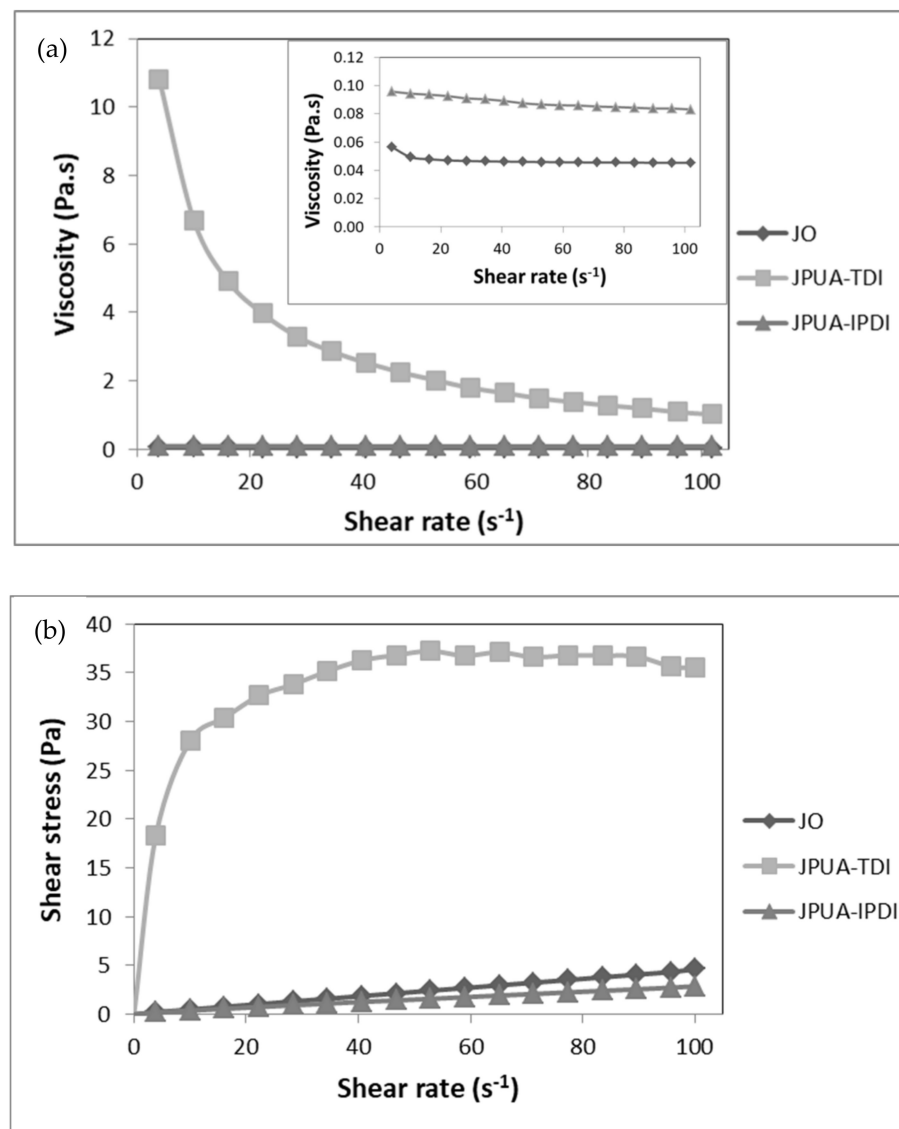 (a)
12
10
8
6
4
2
0
Viscosity (Pa.s)
0 20 40 60 80 100
Shear rate (s-1)
0.12
0.10
0.08
0.06
0.04
0.02
0.00
Viscosity (Pa.s)
0 20 40 60 80 100
Shear rate (s-1)
JO
JPUA-TDI
JPUA-IPDI
(b)
40
35
30
25
20
15
10
5
0
Shear stress (Pa)
0 20 40 60 80 100
Shear rate (s-1)
JO
JPUA-TDI
JPUA-IPDI